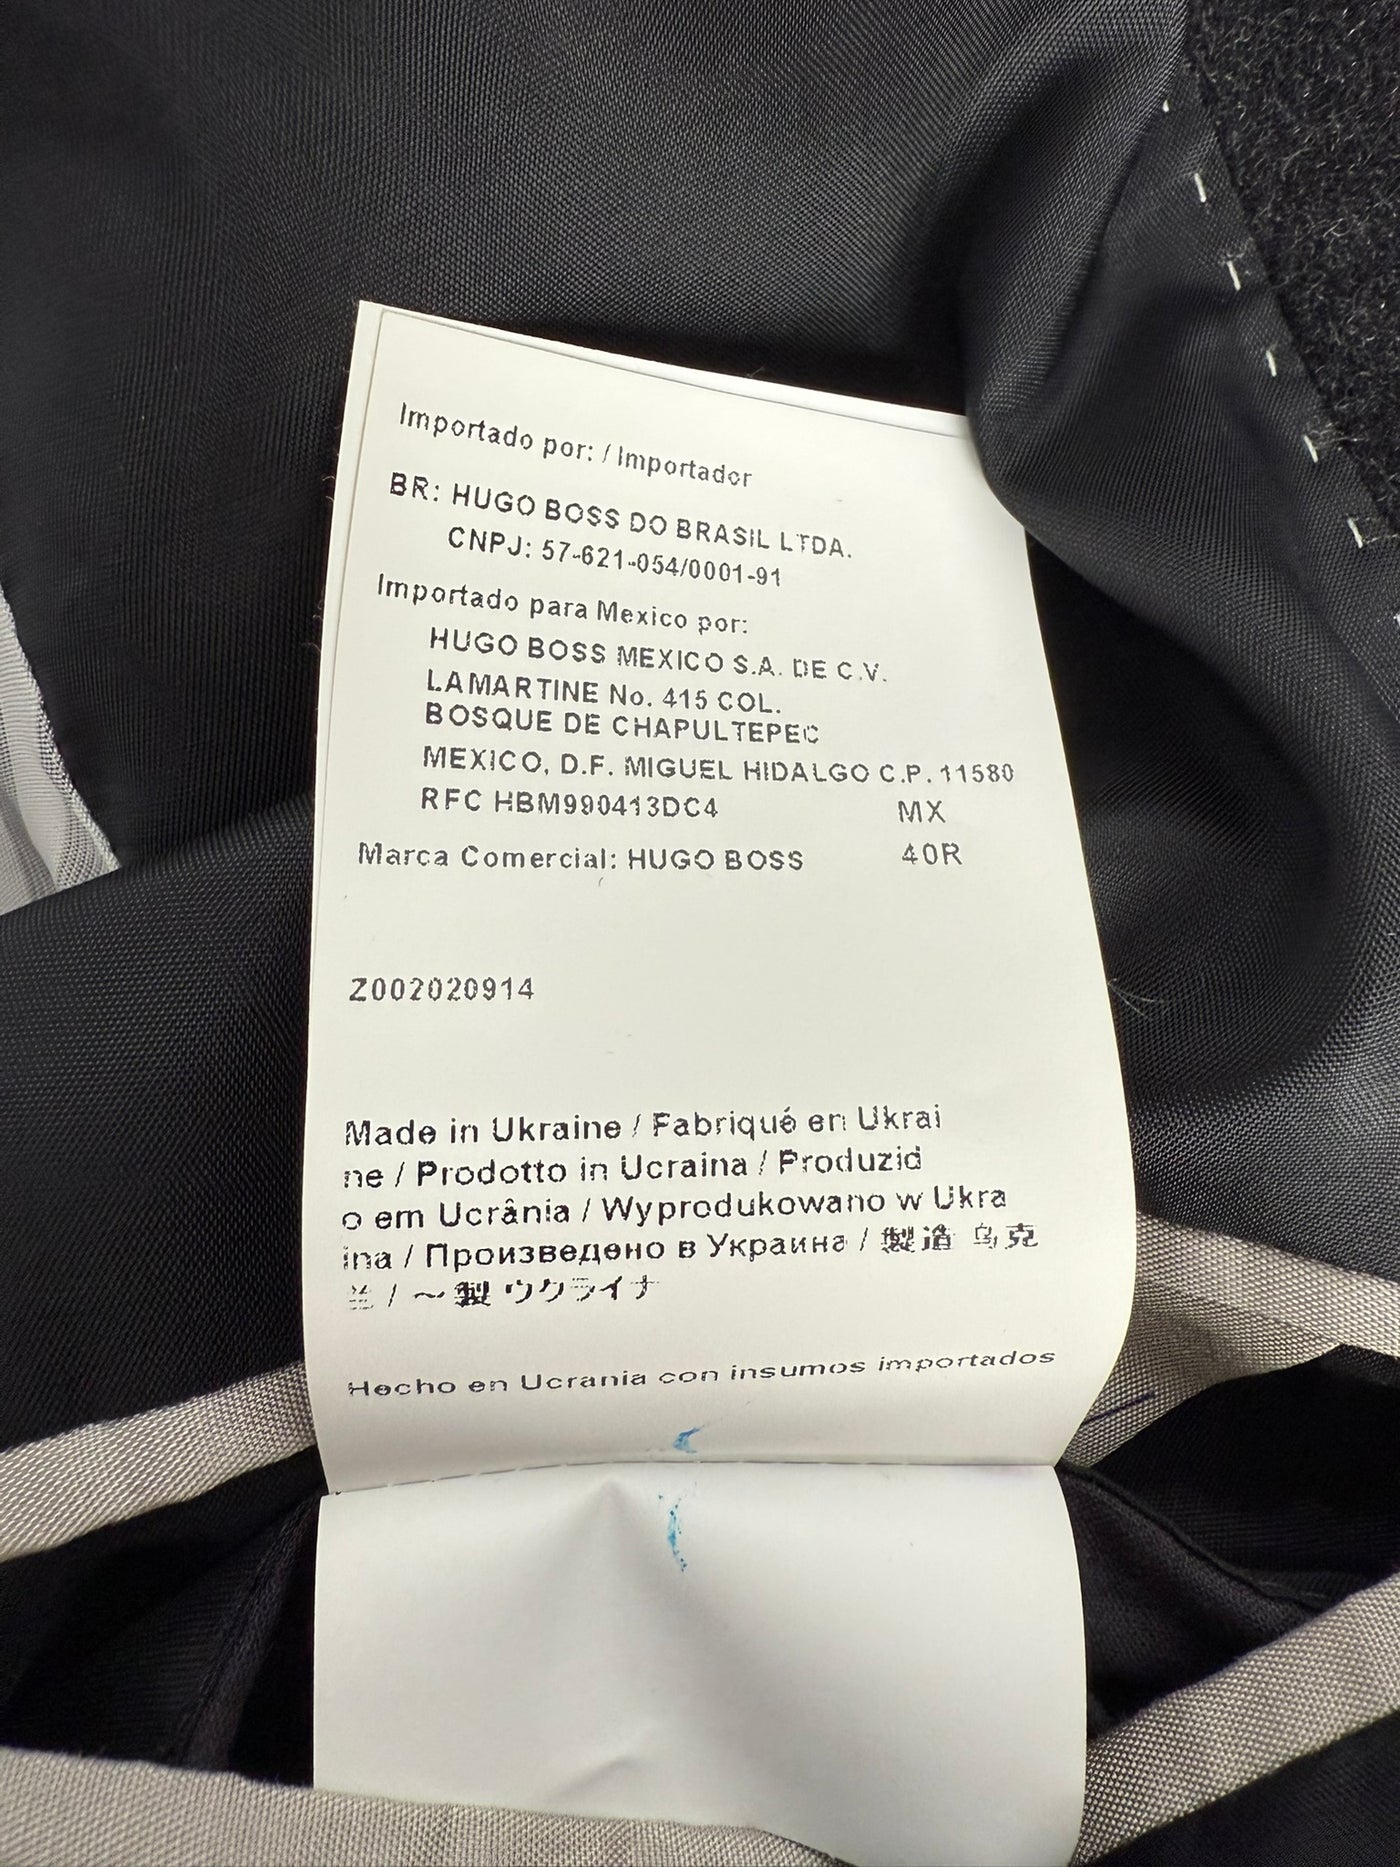 Importado por: / Importador
BR: HUGO BOSS DO BRASIL LTDA.
CNPJ: 57-621-054/0001-91
Importado para Mexico por:
HUGO BOSS MEXICO S.A. DE C.V.
LAMARTINE No. 415 COL.
BOSQUE DE CHAPULTEPEC
MEXICO, D.F. MIGUEL HIDALGO C.P. 11580
RFC HBM990413DC4 MX
Marca Comercial: HUGO BOSS 40R
Z002020914
Made in Ukraine / Fabriqué en Ukrai
ne / Prodotto in Ucraina / Produzid
o em Ucrânia / Wyprodukowano w Ukra
ina / Произведено в Украина / 製造 乌克
兰 / ～製 ウクライナ
Hecho en Ucrania con insumos importados